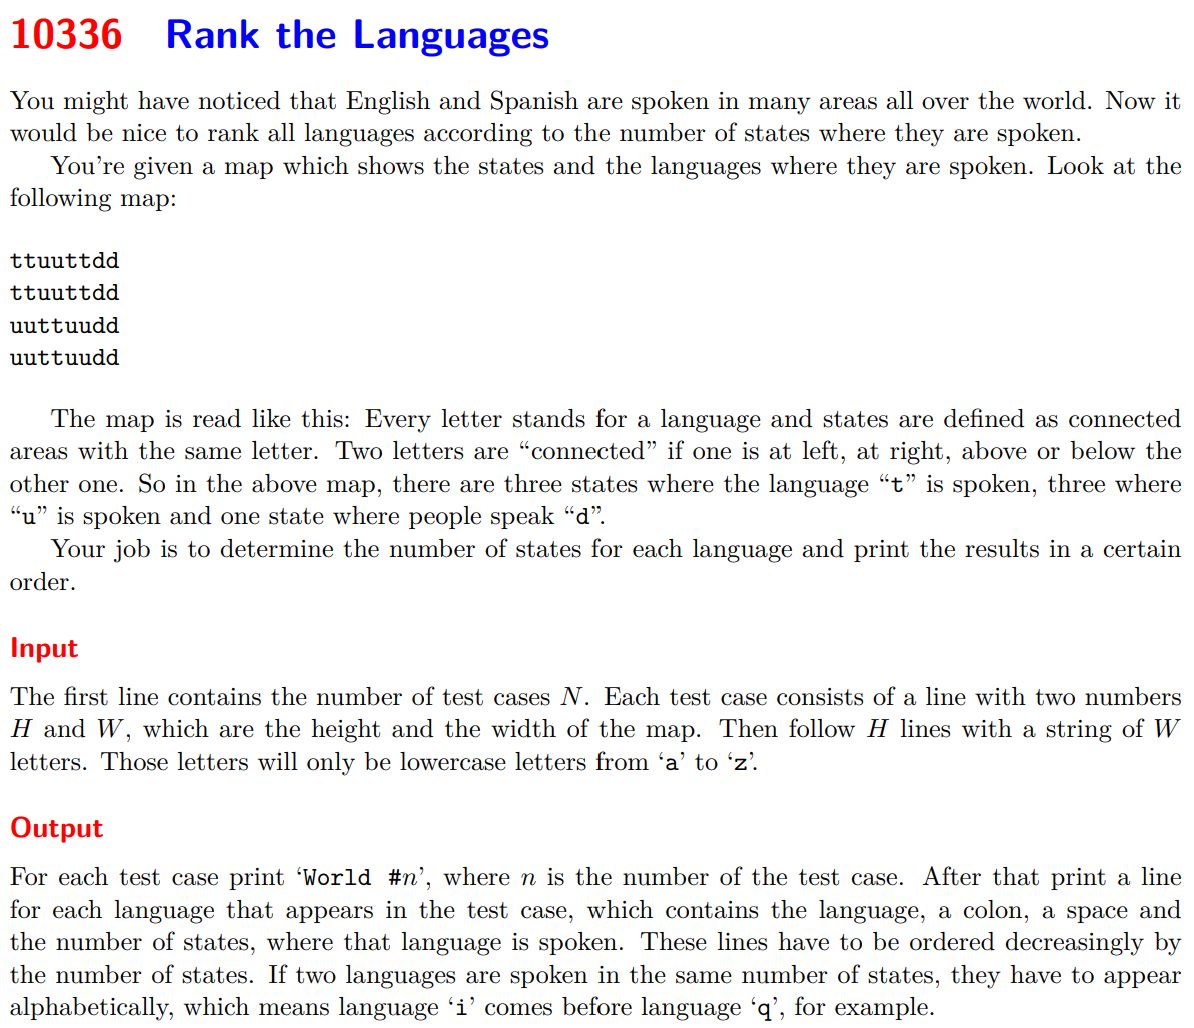 10336 Rank the Languages
You might have noticed that English and Spanish are spoken in many areas all over the world. Now it
would be nice to rank all languages according to the number of states where they are spoken.
You’re given a map which shows the states and the languages where they are spoken. Look at the
following map:
ttuuttdd
ttuuttdd
uuttuudd
uuttuudd
The map is read like this: Every letter stands for a language and states are defined as connected
areas with the same letter. Two letters are “connected” if one is at left, at right, above or below the
other one. So in the above map, there are three states where the language “t” is spoken, three where
“u” is spoken and one state where people speak “d”.
Your job is to determine the number of states for each language and print the results in a certain
order.
Input
The first line contains the number of test cases N. Each test case consists of a line with two numbers
H and W, which are the height and the width of the map. Then follow H lines with a string of W
letters. Those letters will only be lowercase letters from ‘a’ to ‘z’.
Output
For each test case print ‘World #n’, where n is the number of the test case. After that print a line
for each language that appears in the test case, which contains the language, a colon, a space and
the number of states, where that language is spoken. These lines have to be ordered decreasingly by
the number of states. If two languages are spoken in the same number of states, they have to appear
alphabetically, which means language ‘i’ comes before language ‘q’, for example.